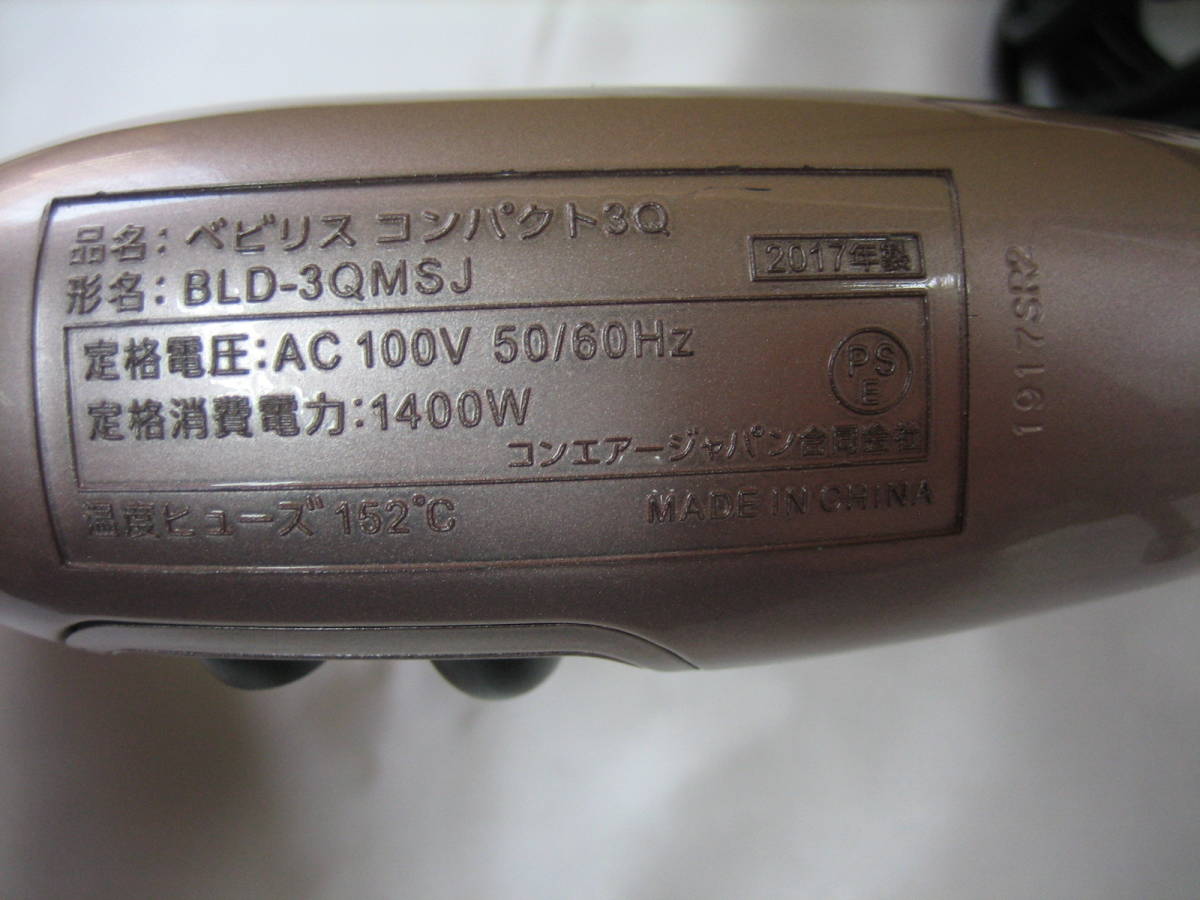 品名：ベビリス コンパクト3Q
形名：BLD-3QMSJ
2017年製
定格電圧：AC 100V 50/60Hz
定格消費電力：1400W
PS
E
コンエアージャパン合同会社
温度ヒューズ 152℃
MADE IN CHINA
1917SR2